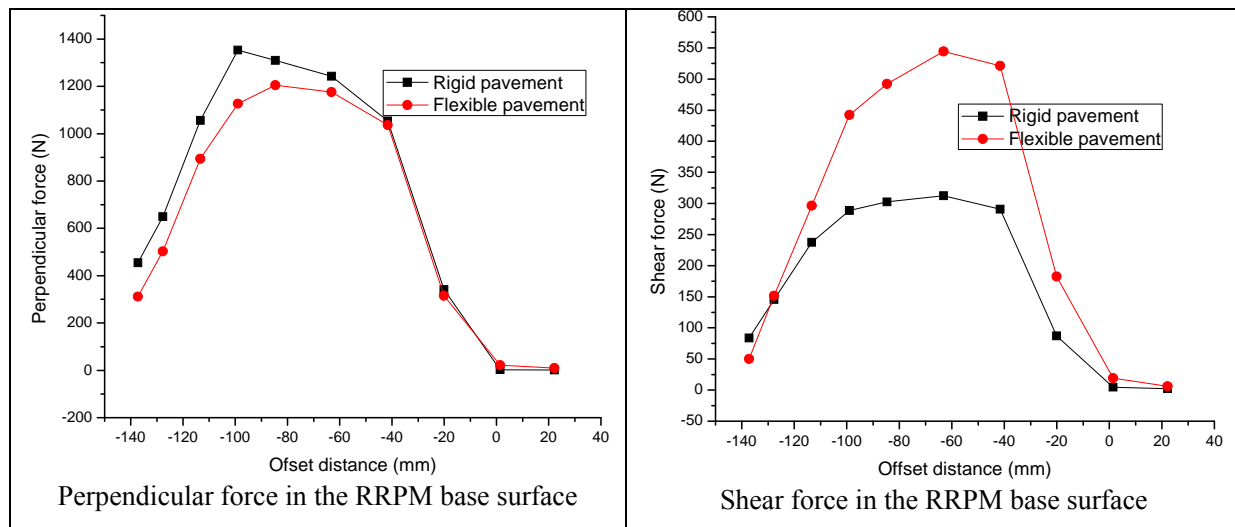 1400
1200
1000
800
600
400
200
0
-200
Perpendicular force (N)
Rigid pavement
Flexible pavement
-140 -120 -100 -80 -60 -40 -20 0 20 40
Ofset distance (mm)
Perpendicular force in the RRPM base surface
600
550
500
450
400
350
300
250
200
150
100
50
0
-50
Shear force (N)
Rigid pavement
Flexible pavement
-140 -120 -100 -80 -60 -40 -20 0 20 40
Offset distance (mm)
Shear force in the RRPM base surface